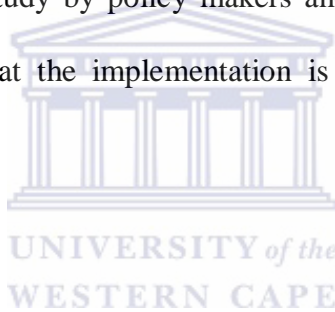 study by policy makers an
at the implementation is
UNIVERSITY of the
WESTERN CAPE